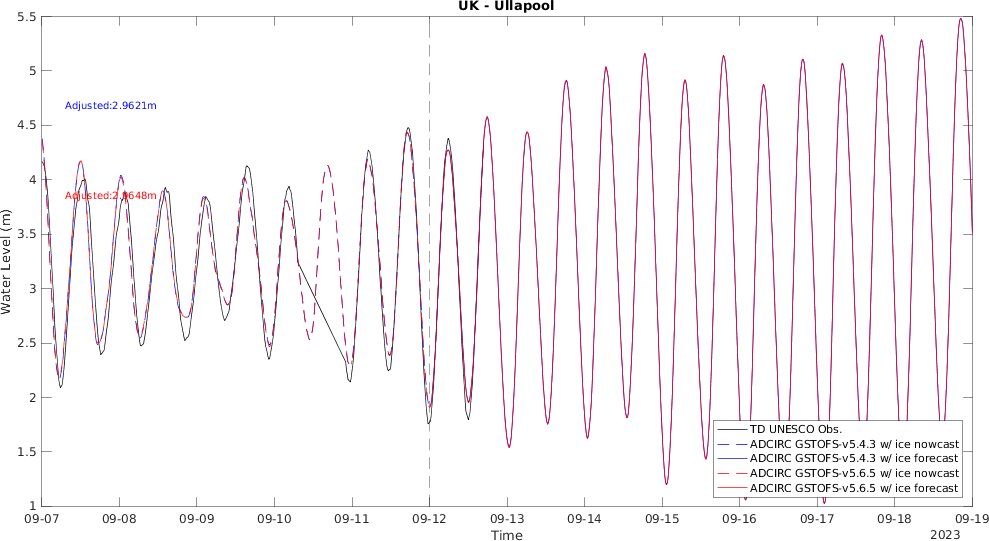 UK - Ullapool
5.5
5
4.5
4
3.5
3
2.5
2
1.5
1
Water Level (m)
Adjusted:2.9621m
Adjusted:2.9648m
TD UNESCO Obs.
ADCIRC GSTOFS-v5.4.3 w/ ice nowcast
ADCIRC GSTOFS-v5.4.3 w/ ice forecast
ADCIRC GSTOFS-v5.6.5 w/ ice nowcast
ADCIRC GSTOFS-v5.6.5 w/ ice forecast
09-07 09-08 09-09 09-10 09-11 09-12 09-13 09-14 09-15 09-16 09-17 09-18 09-19
Time
2023